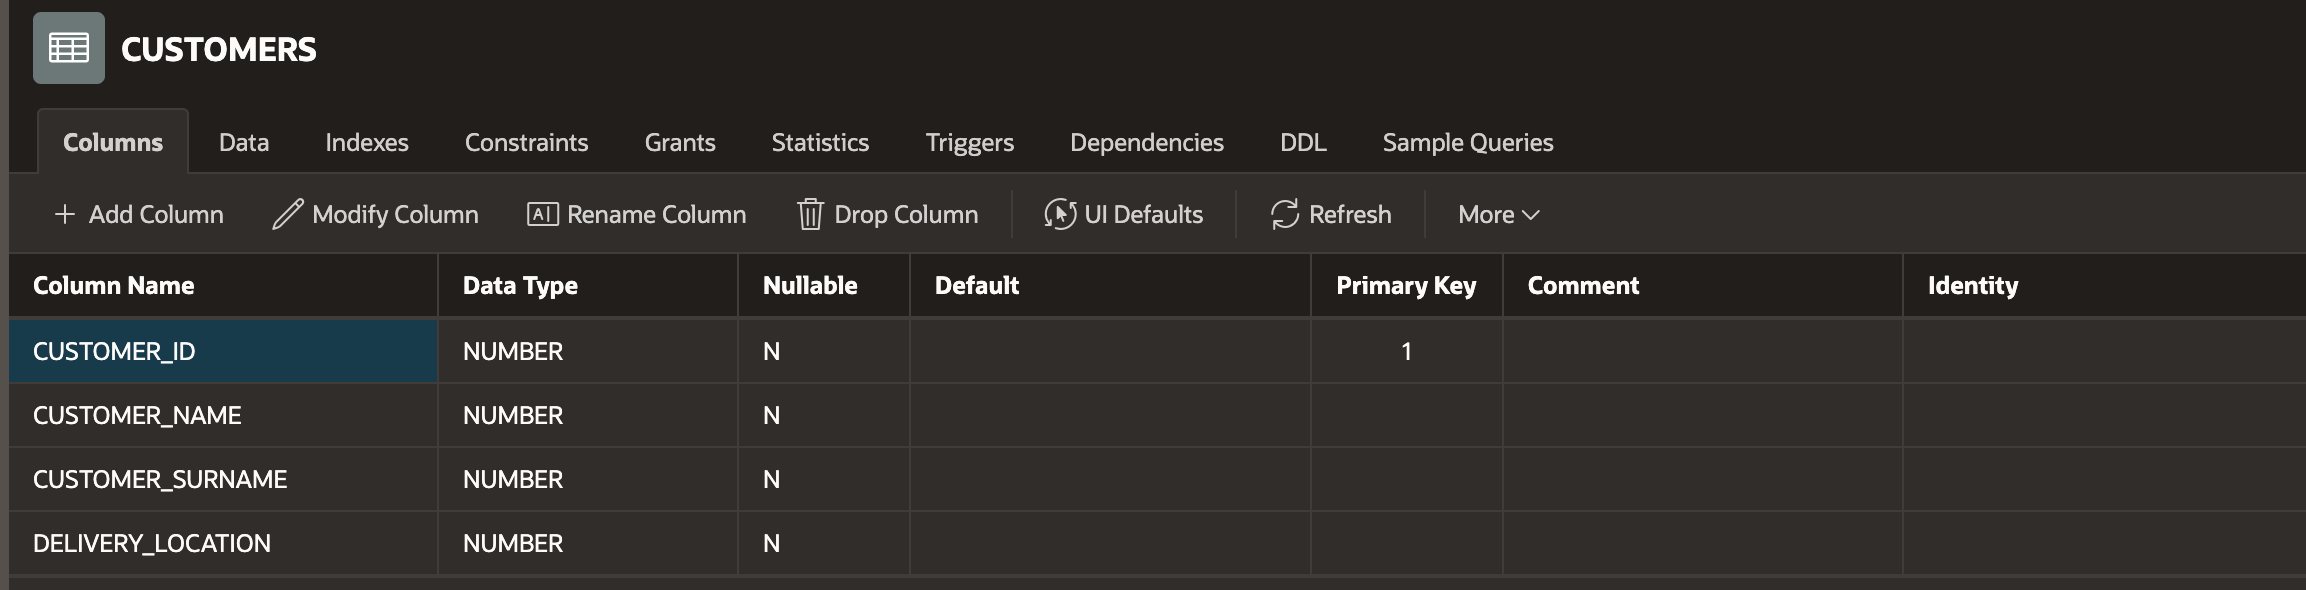 CUSTOMERS
Columns Data Indexes Constraints Grants Statistics Triggers Dependencies DDL Sample Queries
Add Column Modify Column Rename Column Drop Column UI Defaults Refresh More
Column Name Data Type Nullable Default Primary Key Comment Identity
CUSTOMER_ID NUMBER N 1
CUSTOMER_NAME NUMBER N
CUSTOMER_SURNAME NUMBER N
DELIVERY_LOCATION NUMBER N